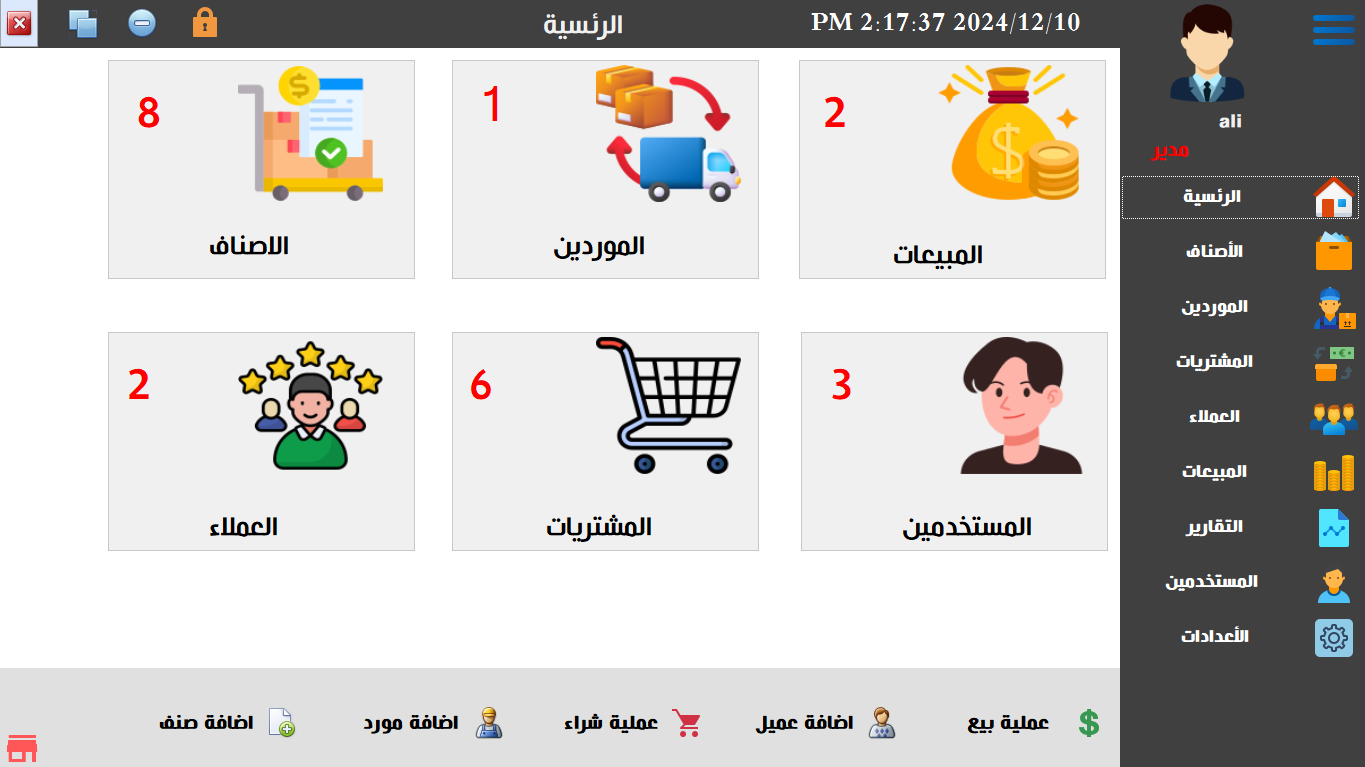 الرئسية
PM 2:17:37 2024/12/10
ali
مدير
الرئسية
الأصناف
الموردين
المشتريات
العملاء
المبيعات
التقارير
المستخدمين
الأعدادات
2
المبيعات
1
الموردين
8
الاصناف
3
المستخدمين
6
المشتريات
2
العملاء
عملية بيع
اضافة عميل
عملية شراء
اضافة مورد
اضافة صنف